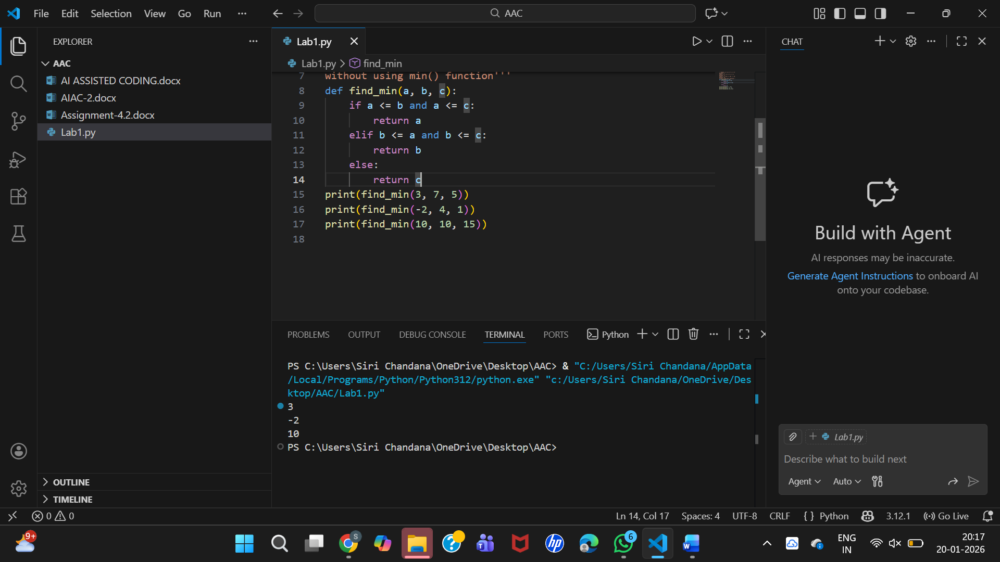 File Edit Selection View Go Run ··· AAC
EXPLORER
AAC
AI ASSISTED CODING.docx
AIAC-2.docx
Assignment-4.2.docx
Lab1.py
OUTLINE
TIMELINE
Lab1.py
Lab1.py > find_min
7 without using min() function'''
8 def find_min(a, b, c):
9 if a <= b and a <= c:
10 return a
11 elif b <= a and b <= c:
12 return b
13 else:
14 return c
15 print(find_min(3, 7, 5))
16 print(find_min(-2, 4, 1))
17 print(find_min(10, 10, 15))
18
PROBLEMS OUTPUT DEBUG CONSOLE TERMINAL PORTS Python
PS C:\Users\Siri Chandana\OneDrive\Desktop\AAC> & "C:/Users/Siri Chandana/AppData
/Local/Programs/Python/Python312/python.exe" "c:/Users/Siri Chandana/OneDrive/Des
ktop/AAC/Lab1.py"
3
-2
10
PS C:\Users\Siri Chandana\OneDrive\Desktop\AAC>
CHAT
Build with Agent
AI responses may be inaccurate.
Generate Agent Instructions to onboard AI
onto your codebase.
Lab1.py
Describe what to build next
Agent Auto
0 0 Ln 14, Col 17 Spaces: 4 UTF-8 CRLF { } Python 3.12.1 Go Live
9+ S T hp 6 W
ENG
IN
20:17
20-01-2026